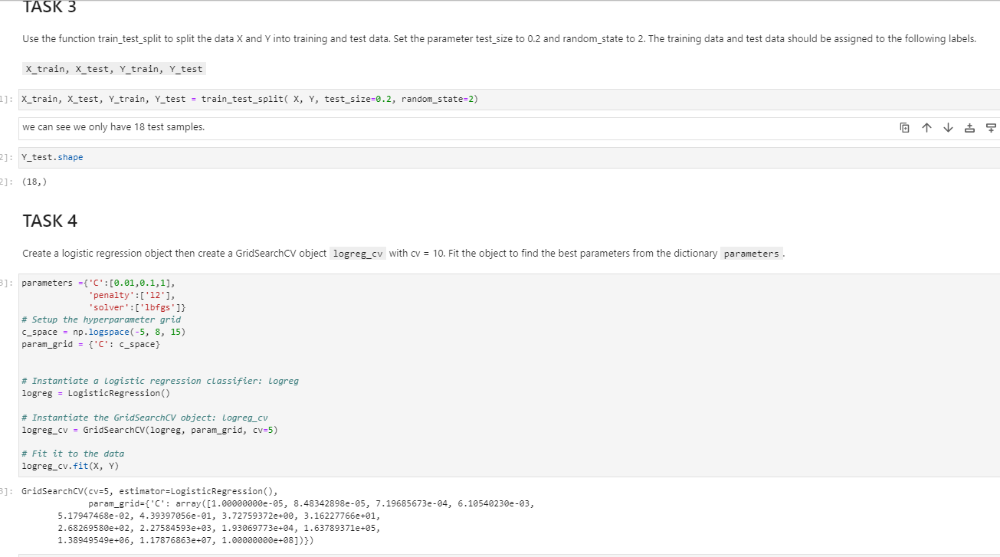 TASK 3
Use the function train_test_split to split the data X and Y into training and test data. Set the parameter test_size to 0.2 and random_state to 2. The training data and test data should be assigned to the following labels.
X_train, X_test, Y_train, Y_test
1]: X_train, X_test, Y_train, Y_test = train_test_split( X, Y, test_size=0.2, random_state=2)
we can see we only have 18 test samples.
2]: Y_test.shape
2]: (18,)
TASK 4
Create a logistic regression object then create a GridSearchCV object logreg_cv with cv = 10. Fit the object to find the best parameters from the dictionary parameters .
3]: parameters ={'C':[0.01,0.1,1],
'penalty':['l2'],
'solver':['lbfgs']}
# Setup the hyperparameter grid
c_space = np.logspace(-5, 8, 15)
param_grid = {'C': c_space}
# Instantiate a logistic regression classifier: logreg
logreg = LogisticRegression()
# Instantiate the GridSearchCV object: logreg_cv
logreg_cv = GridSearchCV(logreg, param_grid, cv=5)
# Fit it to the data
logreg_cv.fit(X, Y)
3]: GridSearchCV(cv=5, estimator=LogisticRegression(),
param_grid={'C': array([1.00000000e-05, 8.48342898e-05, 7.19685673e-04, 6.10540230e-03,
5.17947468e-02, 4.39397056e-01, 3.72759372e+00, 3.16227766e+01,
2.68269580e+02, 2.27584593e+03, 1.93069773e+04, 1.63789371e+05,
1.38949549e+06, 1.17876863e+07, 1.00000000e+08])})